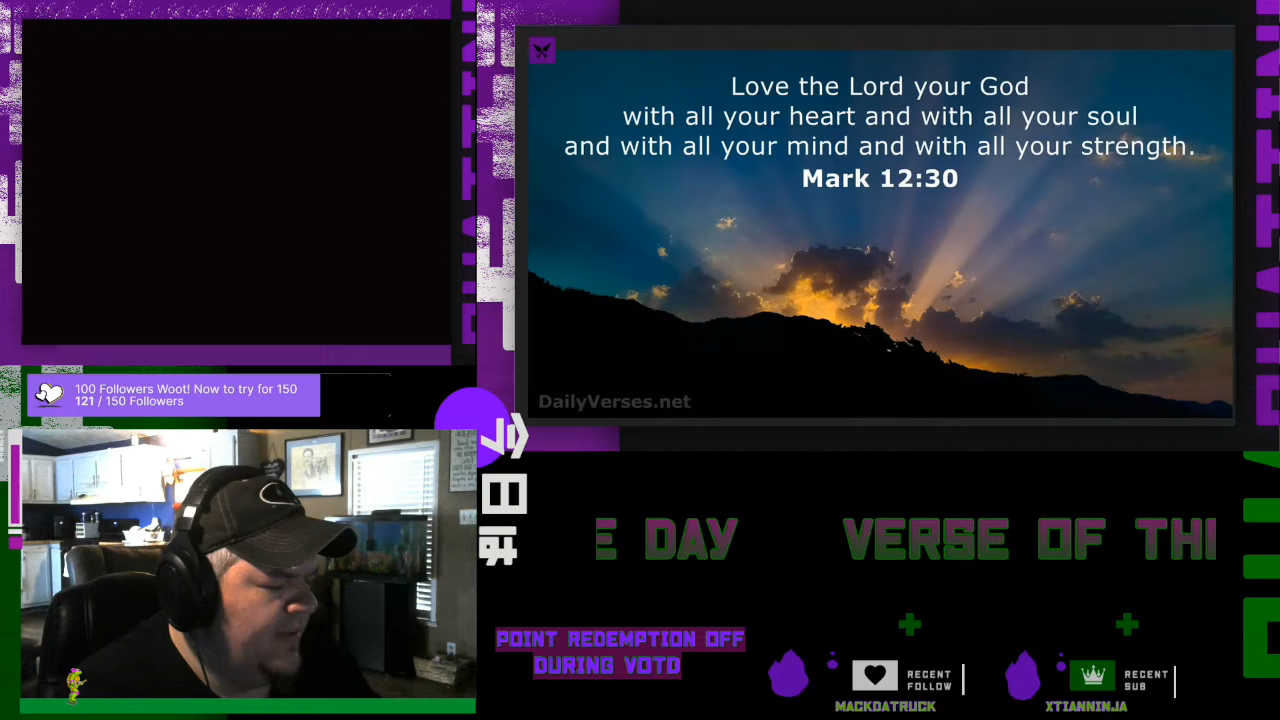 Love the Lord your God
with all your heart and with all your soul
and with all your mind and with all your strength.
Mark 12:30
DailyVerses.net
100 Followers Woot! Now to try for 150
121 / 150 Followers
E DAY VERSE OF TH
POINT REDEMPTION OFF
DURING VOTD
RECENT
FOLLOW
MACKDATRUCK
RECENT
SUB
XTIANNINJA